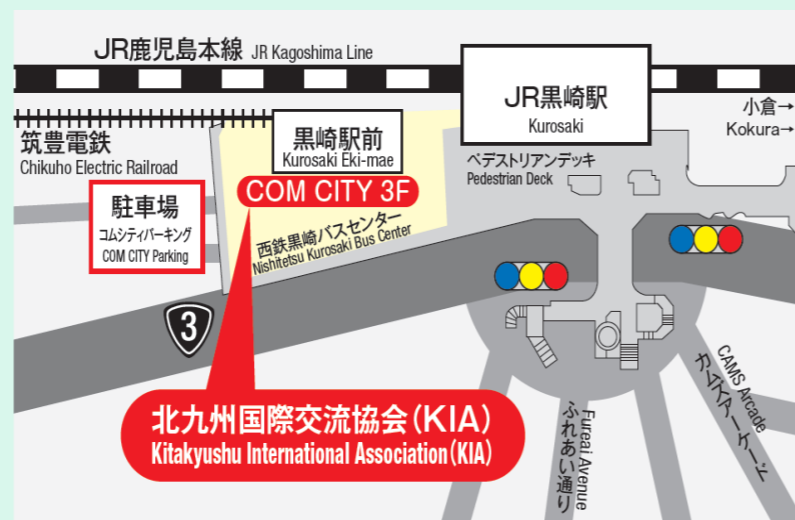 JR鹿児島本線 JR Kagoshima Line
JR黒崎駅
Kurosaki
小倉→
Kokura→
筑豊電鉄
Chikuho Electric Railroad
黒崎駅前
Kurosaki Eki-mae
ペデストリアンデッキ
Pedestrian Deck
COM CITY 3F
駐車場
コムシティパーキング
COM CITY Parking
西鉄黒崎バスセンター
Nishitetsu Kurosaki Bus Center
3
北九州国際交流協会(KIA)
Kitakyushu International Association(KIA)
Fureai Avenue
ふれあい通り
CAMS Arcade
カムズアーケード